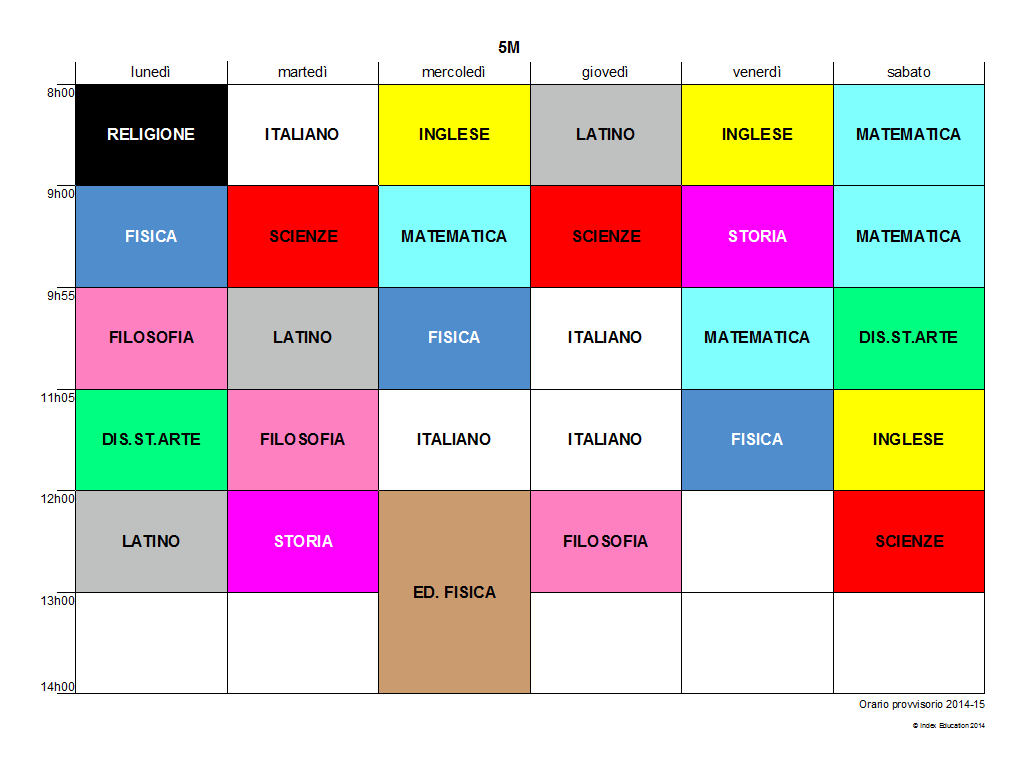 5M
lunedì martedì mercoledì giovedì venerdì sabato
8h00
RELIGIONE ITALIANO INGLESE LATINO INGLESE MATEMATICA
9h00
FISICA SCIENZE MATEMATICA SCIENZE STORIA MATEMATICA
9h55
FILOSOFIA LATINO FISICA ITALIANO MATEMATICA DIS.ST.ARTE
11h05
DIS.ST.ARTE FILOSOFIA ITALIANO ITALIANO FISICA INGLESE
12h00
LATINO STORIA FILOSOFIA SCIENZE
ED. FISICA
13h00
14h00
Orario provvisorio 2014-15
© Index Education 2014